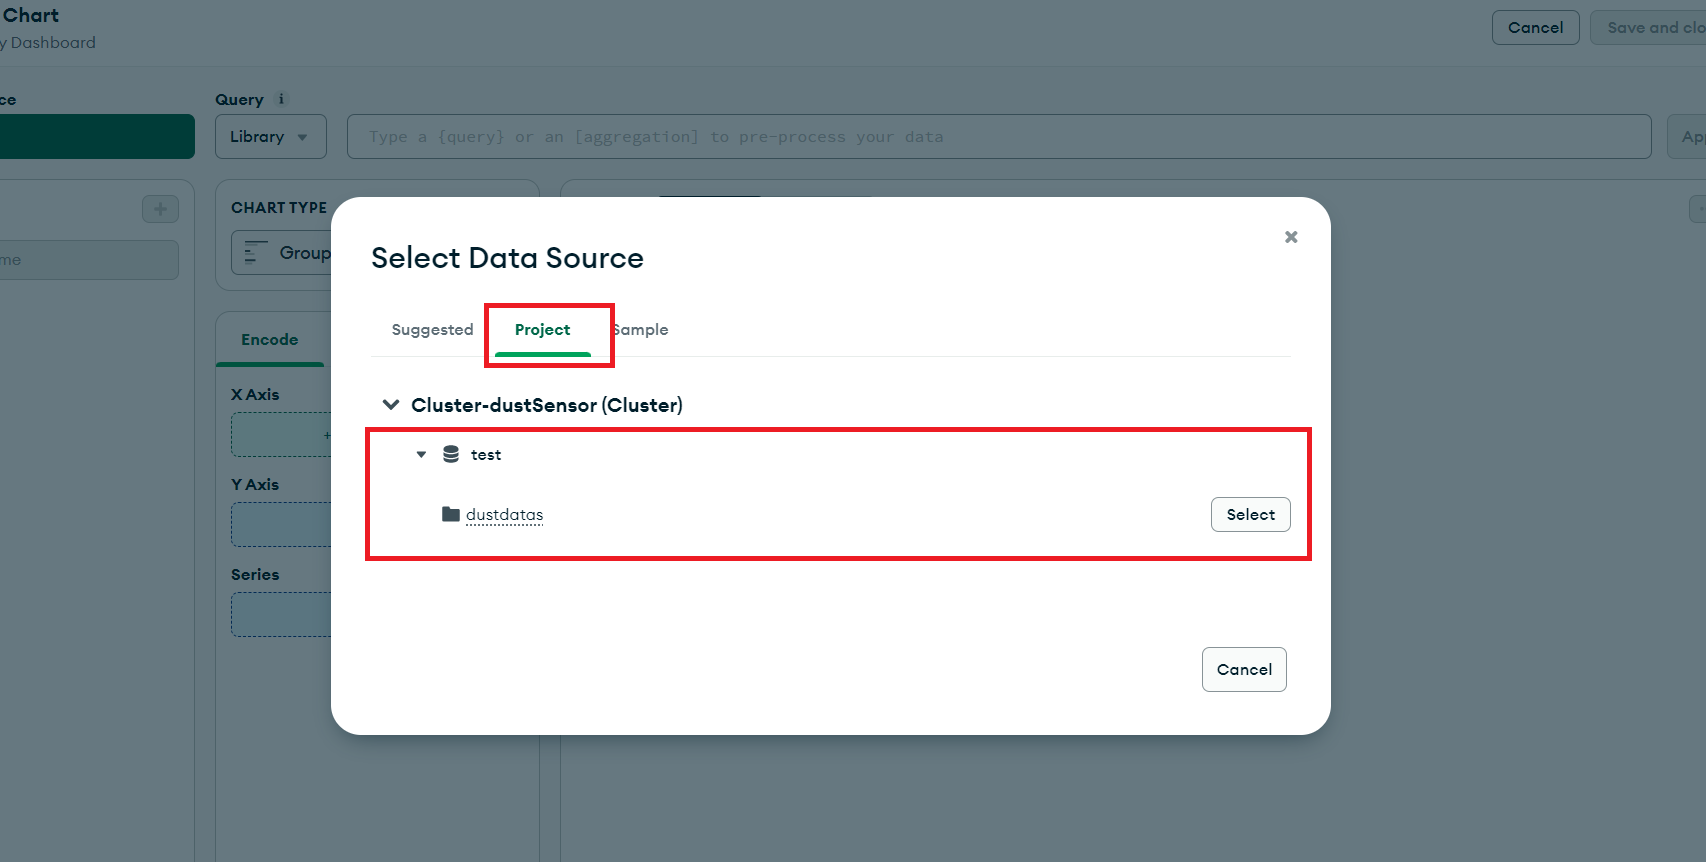 Chart
y Dashboard
Cancel
Save and clo
ce
Query i
Library
Type a {query} or an [aggregation] to pre-process your data
App
CHART TYPE
me
Group
Select Data Source
Suggested
Project
Sample
Encode
X Axis
+
Y Axis
Series
Cluster-dustSensor (Cluster)
test
dustdatas
Select
Cancel